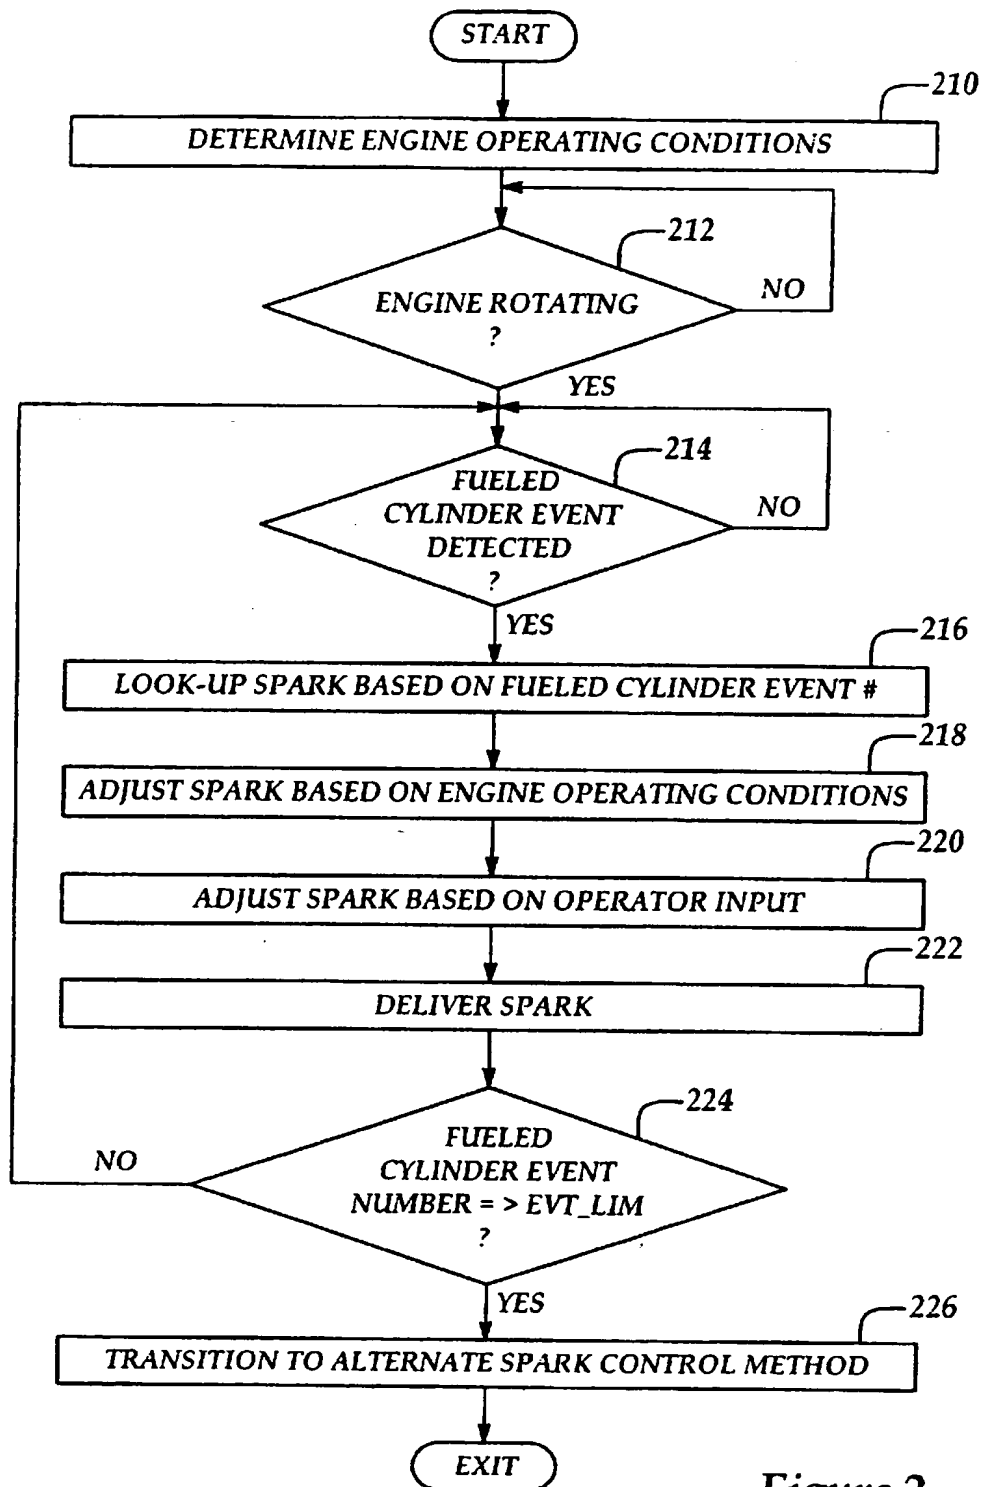 START
210
DETERMINE ENGINE OPERATING CONDITIONS
212
ENGINE ROTATING
?
NO
YES
214
FUELED
CYLINDER EVENT
DETECTED
?
NO
YES
216
LOOK-UP SPARK BASED ON FUELED CYLINDER EVENT #
218
ADJUST SPARK BASED ON ENGINE OPERATING CONDITIONS
220
ADJUST SPARK BASED ON OPERATOR INPUT
222
DELIVER SPARK
224
FUELED
CYLINDER EVENT
NUMBER = > EVT_LIM
?
NO
YES
226
TRANSITION TO ALTERNATE SPARK CONTROL METHOD
EXIT
Figure